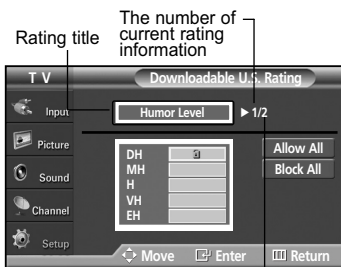 The number of
current rating
information
Rating title
T V
Downloadable U.S. Rating
Input
Humor Level
▶ 1/2
Picture
Sound
Channel
Setup
DH
MH
H
VH
EH
Allow All
Block All
Move
Enter
Return